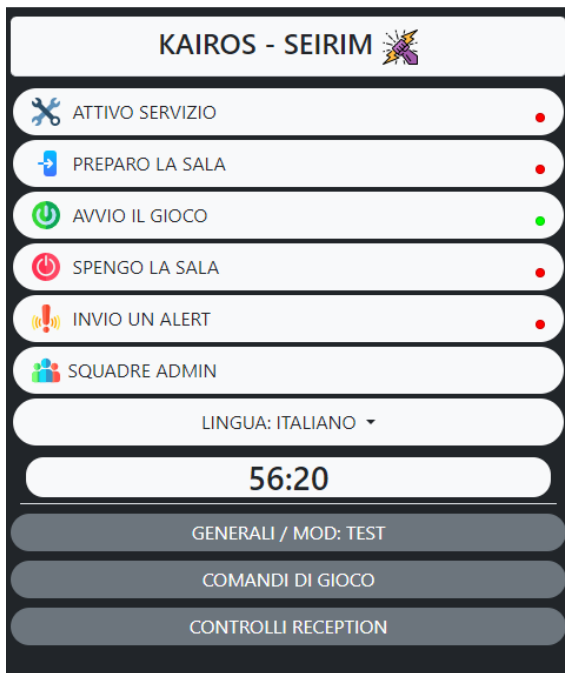 KAIROS - SEIRIM
ATTIVO SERVIZIO
PREPARO LA SALA
AVVIO IL GIOCO
SPENGO LA SALA
INVIO UN ALERT
SQUADRE ADMIN
LINGUA: ITALIANO
56:20
GENERALI / MOD: TEST
COMANDI DI GIOCO
CONTROLLI RECEPTION